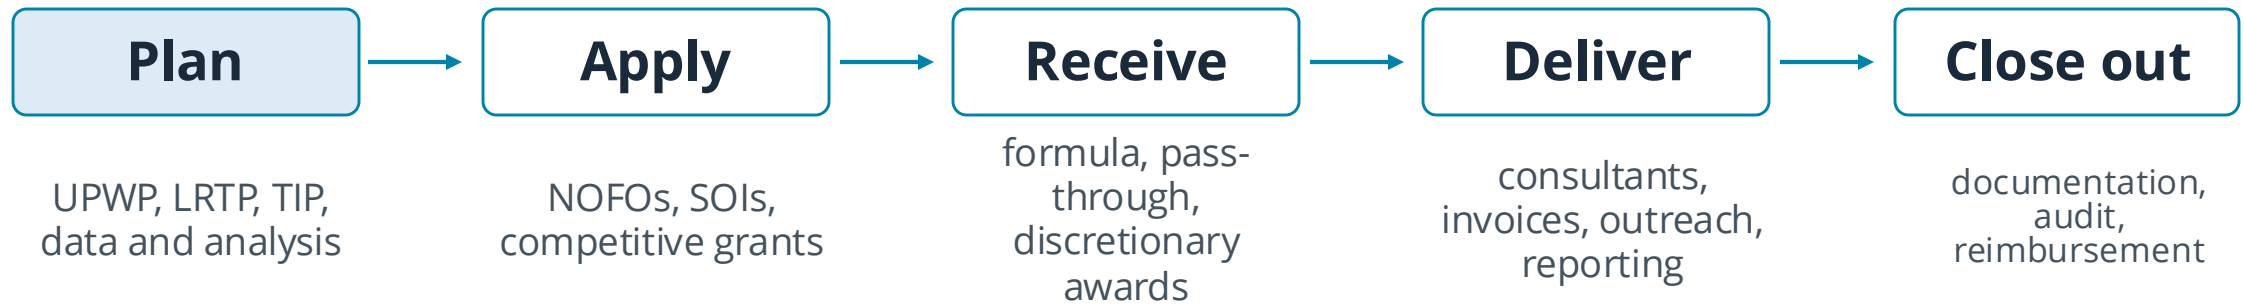 Plan
UPWP, LRTP, TIP,
data and analysis
Apply
NOFOs, SOIs,
competitive grants
Receive
formula, pass-
through,
discretionary
awards
Deliver
consultants,
invoices, outreach,
reporting
Close out
documentation,
audit,
reimbursement